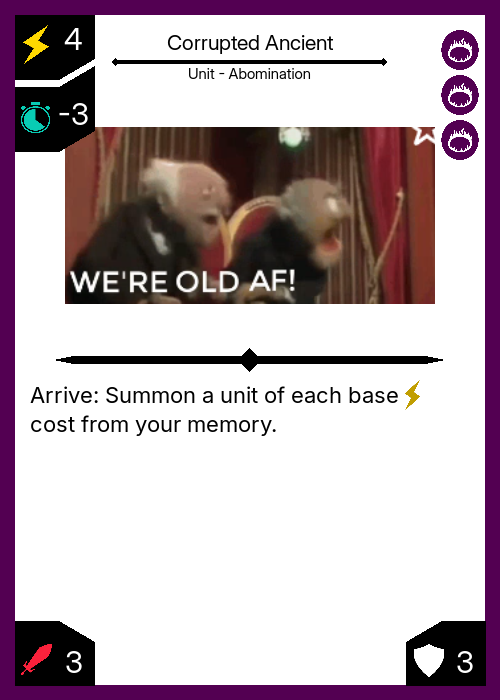 4
Corrupted Ancient
Unit - Abomination
-3
WE'RE OLD AF!
Arrive: Summon a unit of each base
cost from your memory.
3
3